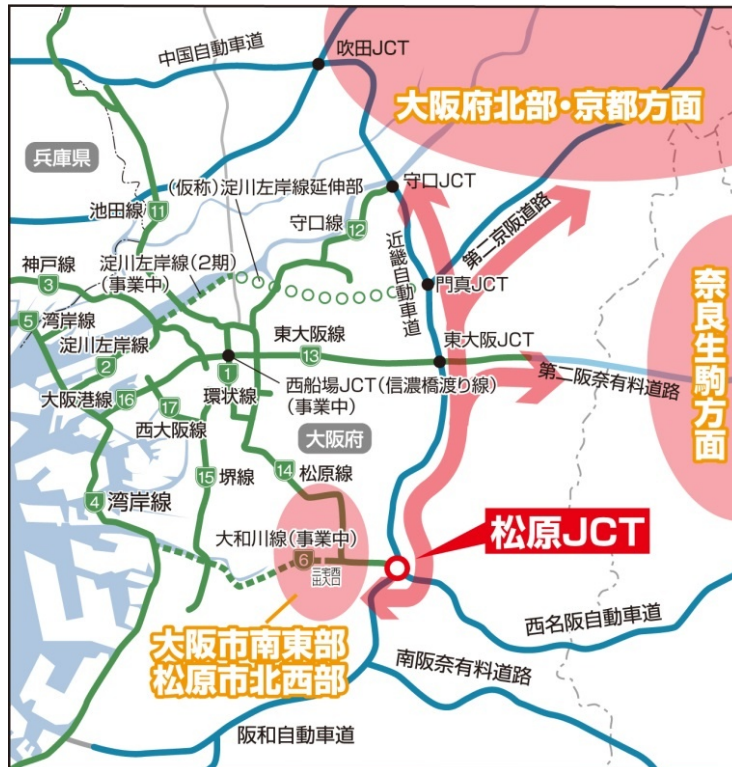 中国自動車道
吹田JCT
大阪府北部・京都方面
兵庫県
(仮称)淀川左岸線延伸部
守口JCT
池田線
11
守口線
12
第二京阪道路
淀川左岸線(2期)
(事業中)
近畿自動車道
神戸線
3
門真JCT
奈良生駒方面
5
湾岸線
東大阪線
13
東大阪JCT
淀川左岸線
2
第二阪奈有料道路
1
環状線
西船場JCT(信濃橋渡り線)
(事業中)
大阪港線
16
17
西大阪線
大阪府
15
堺線
14
松原線
4
湾岸線
大和川線(事業中)
6
三宅西
出入口
松原JCT
西名阪自動車道
大阪市南東部
松原市北西部
南阪奈有料道路
阪和自動車道